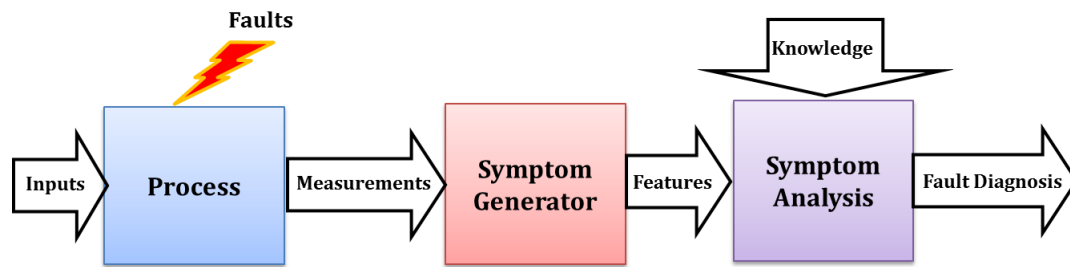 Faults
Knowledge
Inputs
Process
Measurements
Symptom
Generator
Features
Symptom
Analysis
Fault Diagnosis